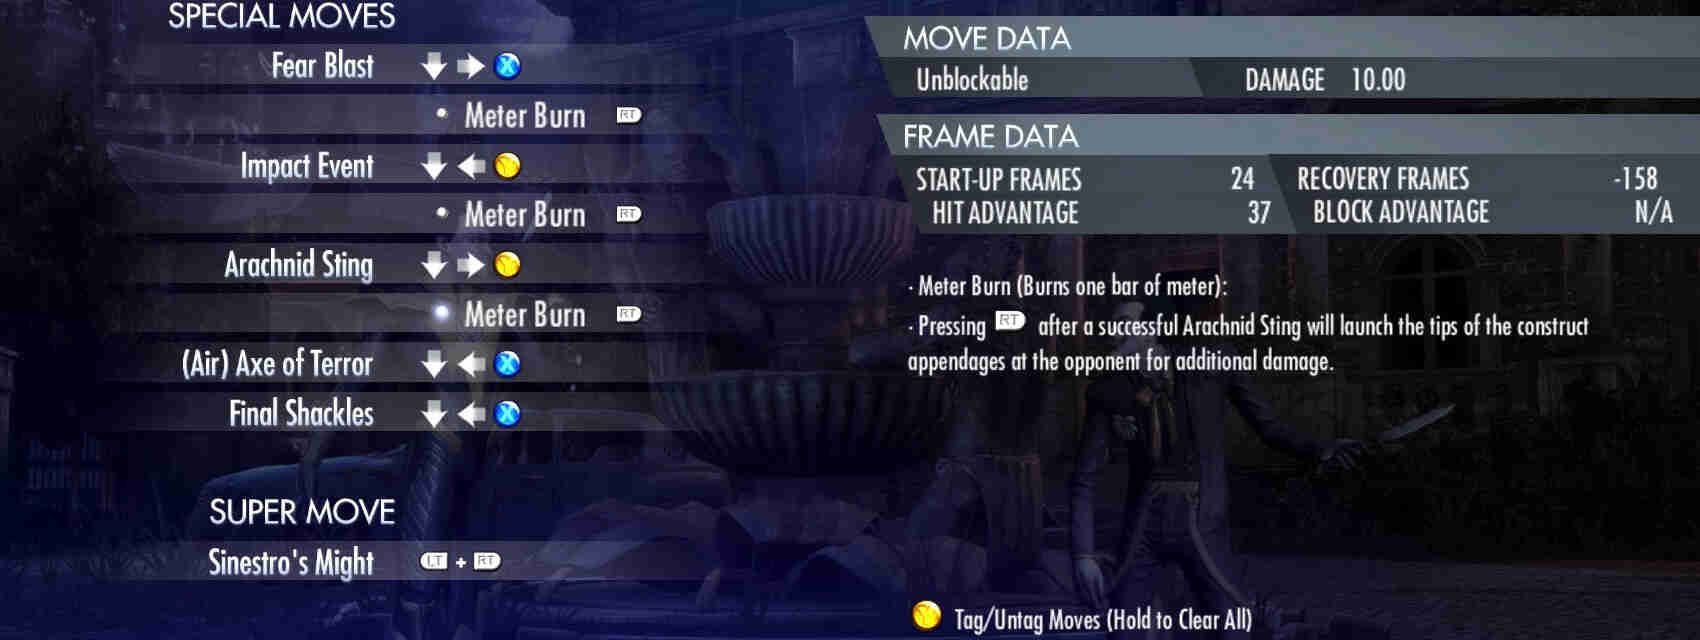 SPECIAL MOVES
Fear Blast X
Meter Burn RT
Impact Event Y
Meter Burn RT
Arachnid Sting Y
Meter Burn RT
(Air) Axe of Terror X
Final Shackles X
SUPER MOVE
Sinestro's Might LT + RT
MOVE DATA
Unblockable DAMAGE 10.00
FRAME DATA
START-UP FRAMES 24 RECOVERY FRAMES -158
HIT ADVANTAGE 37 BLOCK ADVANTAGE N/A
· Meter Burn (Burns one bar of meter):
· Pressing RT after a successful Arachnid Sting will launch the tips of the construct
appendages at the opponent for additional damage.
Y Tag/Untag Moves (Hold to Clear All)